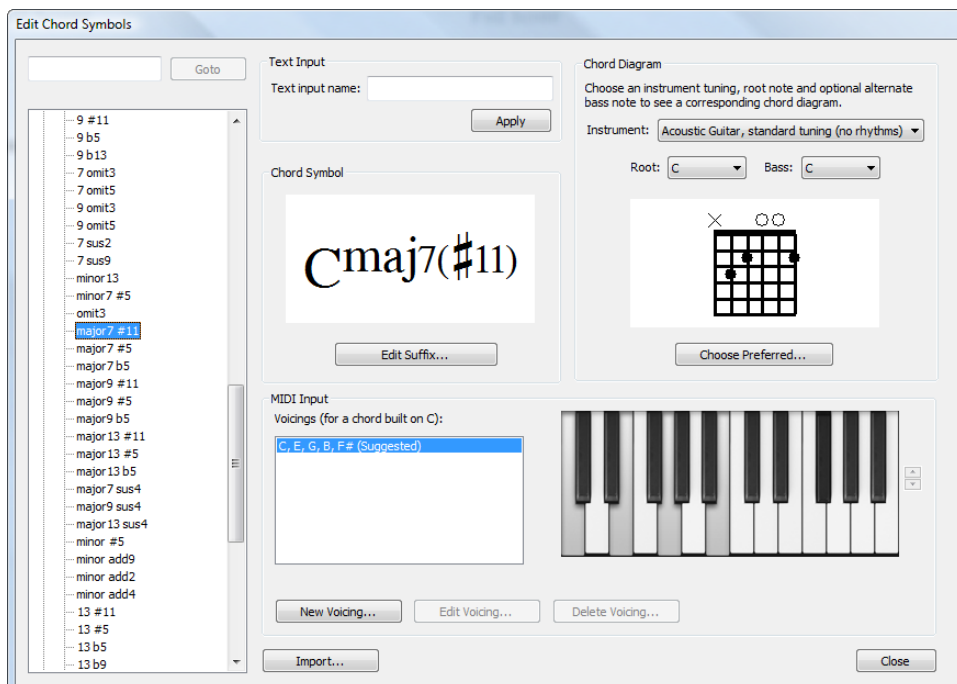 Edit Chord Symbols
Goto
9 #11
9 b5
9 b13
7 omit3
7 omit5
9 omit3
9 omit5
7 sus2
7 sus9
minor 13
minor7 #5
omit3
major7 #11
major7 #5
major7 b5
major9 #11
major9 #5
major9 b5
major13 #11
major13 #5
major13 b5
major7 sus4
major9 sus4
major13 sus4
minor #5
minor add9
minor add2
minor add4
13 #11
13 #5
13 b5
13 b9
Text Input
Text input name:
Apply
Chord Symbol
Cmaj7(♯11)
Edit Suffix...
Chord Diagram
Choose an instrument tuning, root note and optional alternate
bass note to see a corresponding chord diagram.
Instrument: Acoustic Guitar, standard tuning (no rhythms)
Root: C Bass: C
Choose Preferred...
MIDI Input
Voicings (for a chord built on C):
C, E, G, B, F# (Suggested)
New Voicing... Edit Voicing... Delete Voicing...
Import... Close